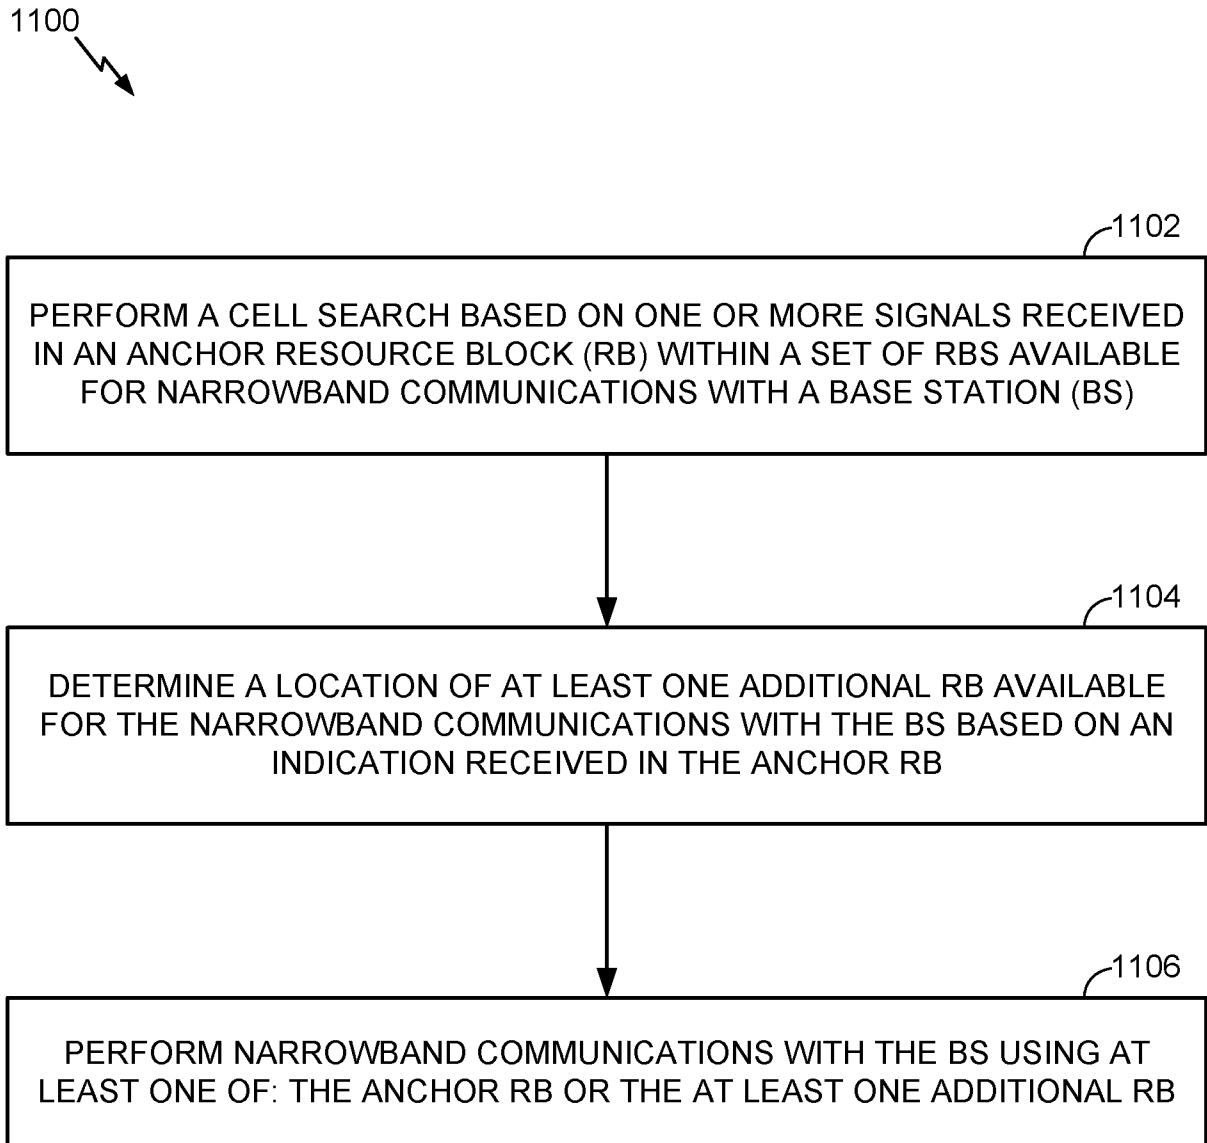 1100
1102
PERFORM A CELL SEARCH BASED ON ONE OR MORE SIGNALS RECEIVED
IN AN ANCHOR RESOURCE BLOCK (RB) WITHIN A SET OF RBS AVAILABLE
FOR NARROWBAND COMMUNICATIONS WITH A BASE STATION (BS)
1104
DETERMINE A LOCATION OF AT LEAST ONE ADDITIONAL RB AVAILABLE
FOR THE NARROWBAND COMMUNICATIONS WITH THE BS BASED ON AN
INDICATION RECEIVED IN THE ANCHOR RB
1106
PERFORM NARROWBAND COMMUNICATIONS WITH THE BS USING AT
LEAST ONE OF: THE ANCHOR RB OR THE AT LEAST ONE ADDITIONAL RB